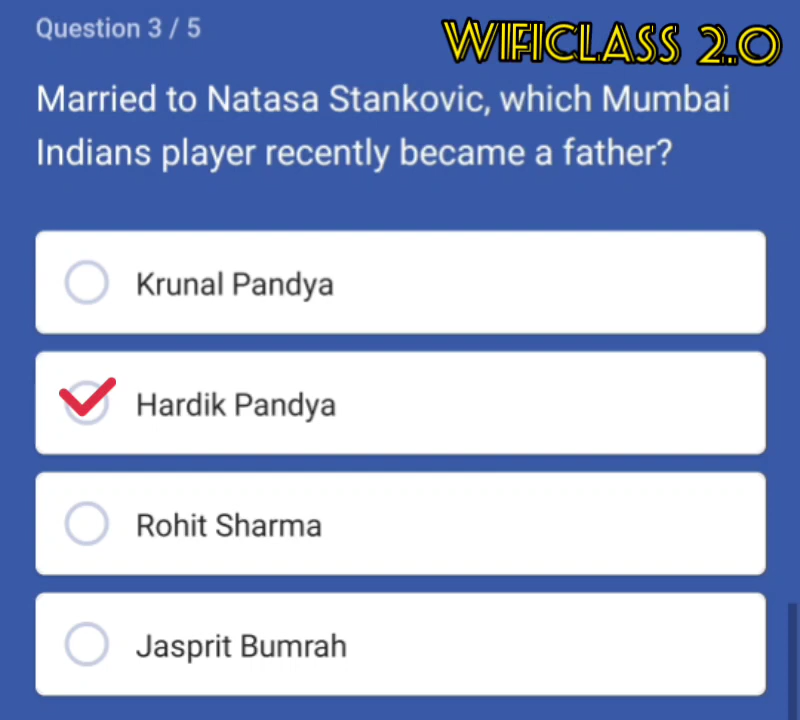 Question 3 / 5
WIFICLASS 2.0
Married to Natasa Stankovic, which Mumbai
Indians player recently became a father?
Krunal Pandya
Hardik Pandya
Rohit Sharma
Jasprit Bumrah